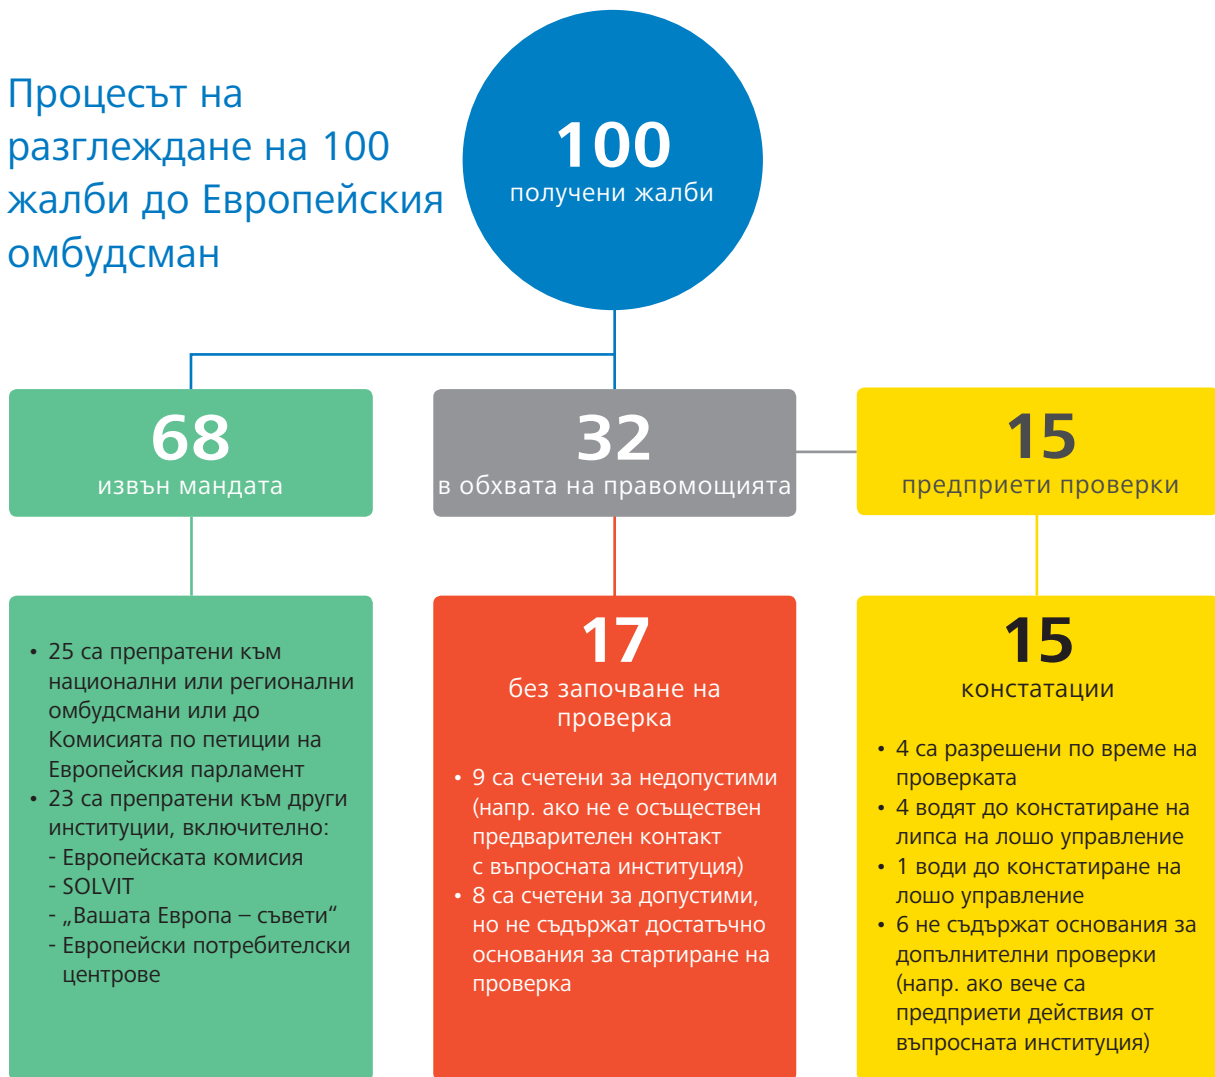 Процесът на
разглеждане на 100
жалби до Европейския
омбудсман
100
получени жалби
68
извън мандата
32
в обхвата на правомощията
15
предприети проверки
• 25 са препратени към
национални или регионални
омбудсмани или до
Комисията по петиции на
Европейския парламент
• 23 са препратени към други
институции, включително:
- Европейската комисия
- SOLVIT
- „Вашата Европа – съвети“
- Европейски потребителски
центрове
17
без започване на
проверка
• 9 са счетени за недопустими
(напр. ако не е осъществен
предварителен контакт
с въпросната институция)
• 8 са счетени за допустими,
но не съдържат достатъчно
основания за стартиране на
проверка
15
констатации
• 4 са разрешени по време на
проверката
• 4 водят до констатиране на
липса на лошо управление
• 1 води до констатиране на
лошо управление
• 6 не съдържат основания за
допълнителни проверки
(напр. ако вече са
предприети действия от
въпросната институция)